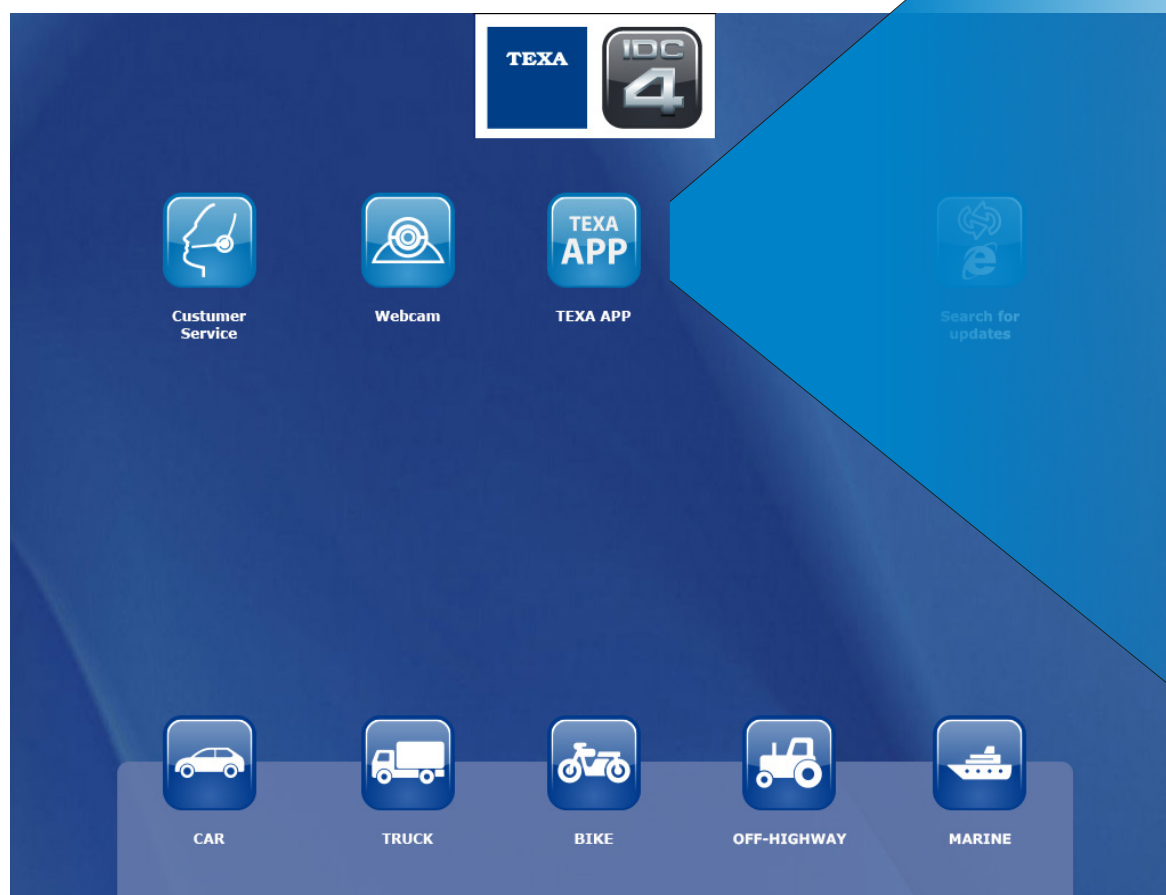 TEXA
IDC
4
TEXA
APP
Custumer
Service
Webcam
TEXA APP
Search for
updates
CAR
TRUCK
BIKE
OFF-HIGHWAY
MARINE